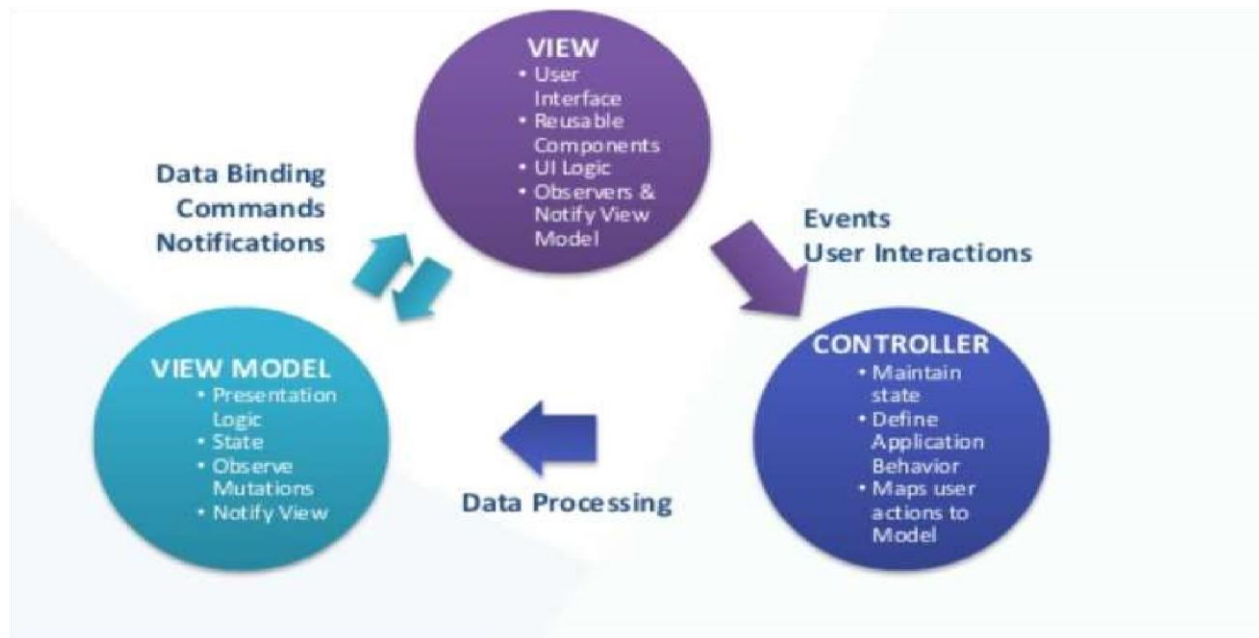 VIEW
• User
Interface
• Reusable
Components
• UI Logic
• Observers &
Notify View
Model
Data Binding
Commands
Notifications
Events
User Interactions
VIEW MODEL
• Presentation
Logic
• State
• Observe
Mutations
• Notify View
Data Processing
CONTROLLER
• Maintain
state
• Define
Application
Behavior
• Maps user
actions to
Model